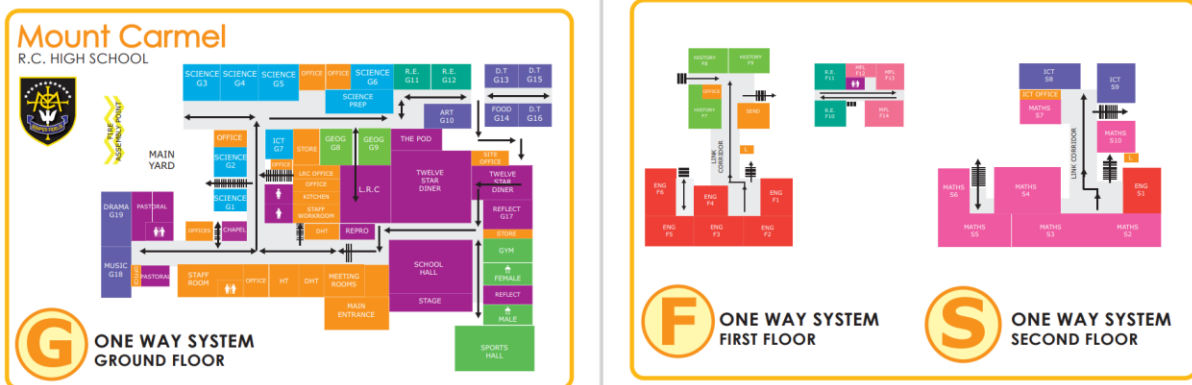 Mount Carmel
R.C. HIGH SCHOOL
FIRE
ASSEMBLY POINT
MAIN
YARD
SCIENCE
G3
SCIENCE
G4
SCIENCE
G5
OFFICE
OFFICE
SCIENCE
G6
R.E.
G11
R.E.
G12
D.T
G13
D.T
G15
SCIENCE
PREP
ART
G10
FOOD
G14
D.T
G16
OFFICE
SCIENCE
G2
ICT
G7
STORE
GEOG
G8
GEOG
G9
THE POD
SITE
OFFICE
OFFICE
LRC OFFICE
OFFICE
KITCHEN
STAFF
WORKROOM
L.R.C
TWELVE
STAR
DINER
TWELVE
STAR
DINER
SCIENCE
G1
DRAMA
G19
PASTORAL
REFLECT
G17
OFFICES
CHAPEL
DHT
REPRO
STORE
GYM
MUSIC
G18
OFFICE
PASTORAL
STAFF
ROOM
OFFICE
HT
DHT
MEETING
ROOMS
SCHOOL
HALL
FEMALE
REFLECT
STAGE
MAIN
ENTRANCE
MALE
SPORTS
HALL
G
ONE WAY SYSTEM
GROUND FLOOR
HISTORY
F8
HISTORY
F9
OFFICE
HISTORY
F7
SEND
LINK CORRIDOR
L
ENG
F6
ENG
F4
ENG
F1
ENG
F5
ENG
F3
ENG
F2
R.E.
F11
MFL
F12
MFL
F13
R.E.
F10
MFL
F14
F
ONE WAY SYSTEM
FIRST FLOOR
ICT
S8
ICT
S9
ICT OFFICE
MATHS
S7
MATHS
S10
LINK CORRIDOR
L
MATHS
S6
MATHS
S4
ENG
S1
MATHS
S5
MATHS
S3
MATHS
S2
S
ONE WAY SYSTEM
SECOND FLOOR